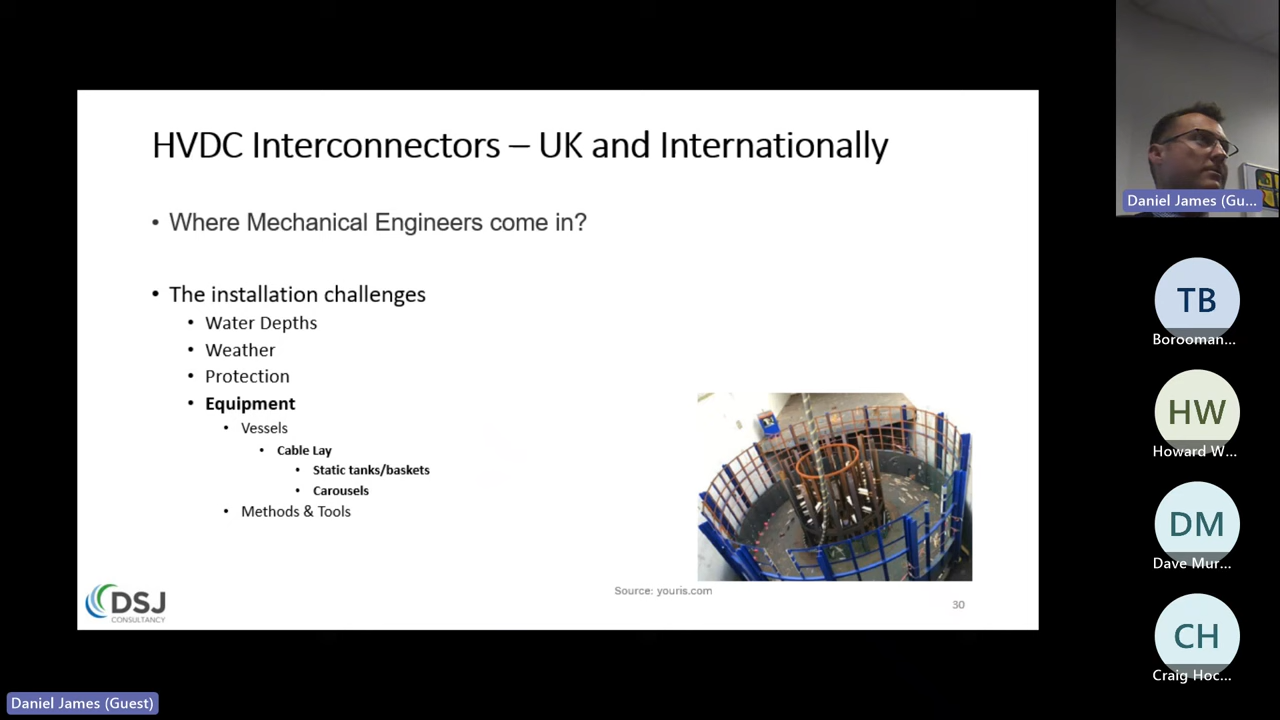 HVDC Interconnectors – UK and Internationally
• Where Mechanical Engineers come in?
• The installation challenges
• Water Depths
• Weather
• Protection
• Equipment
• Vessels
• Cable Lay
• Static tanks/baskets
• Carousels
• Methods & Tools
Source: youris.com
30
DSJ
CONSULTANCY
Daniel James (Gu...
TB
Borooman...
HW
Howard W...
DM
Dave Mur...
CH
Craig Hoc...
Daniel James (Guest)